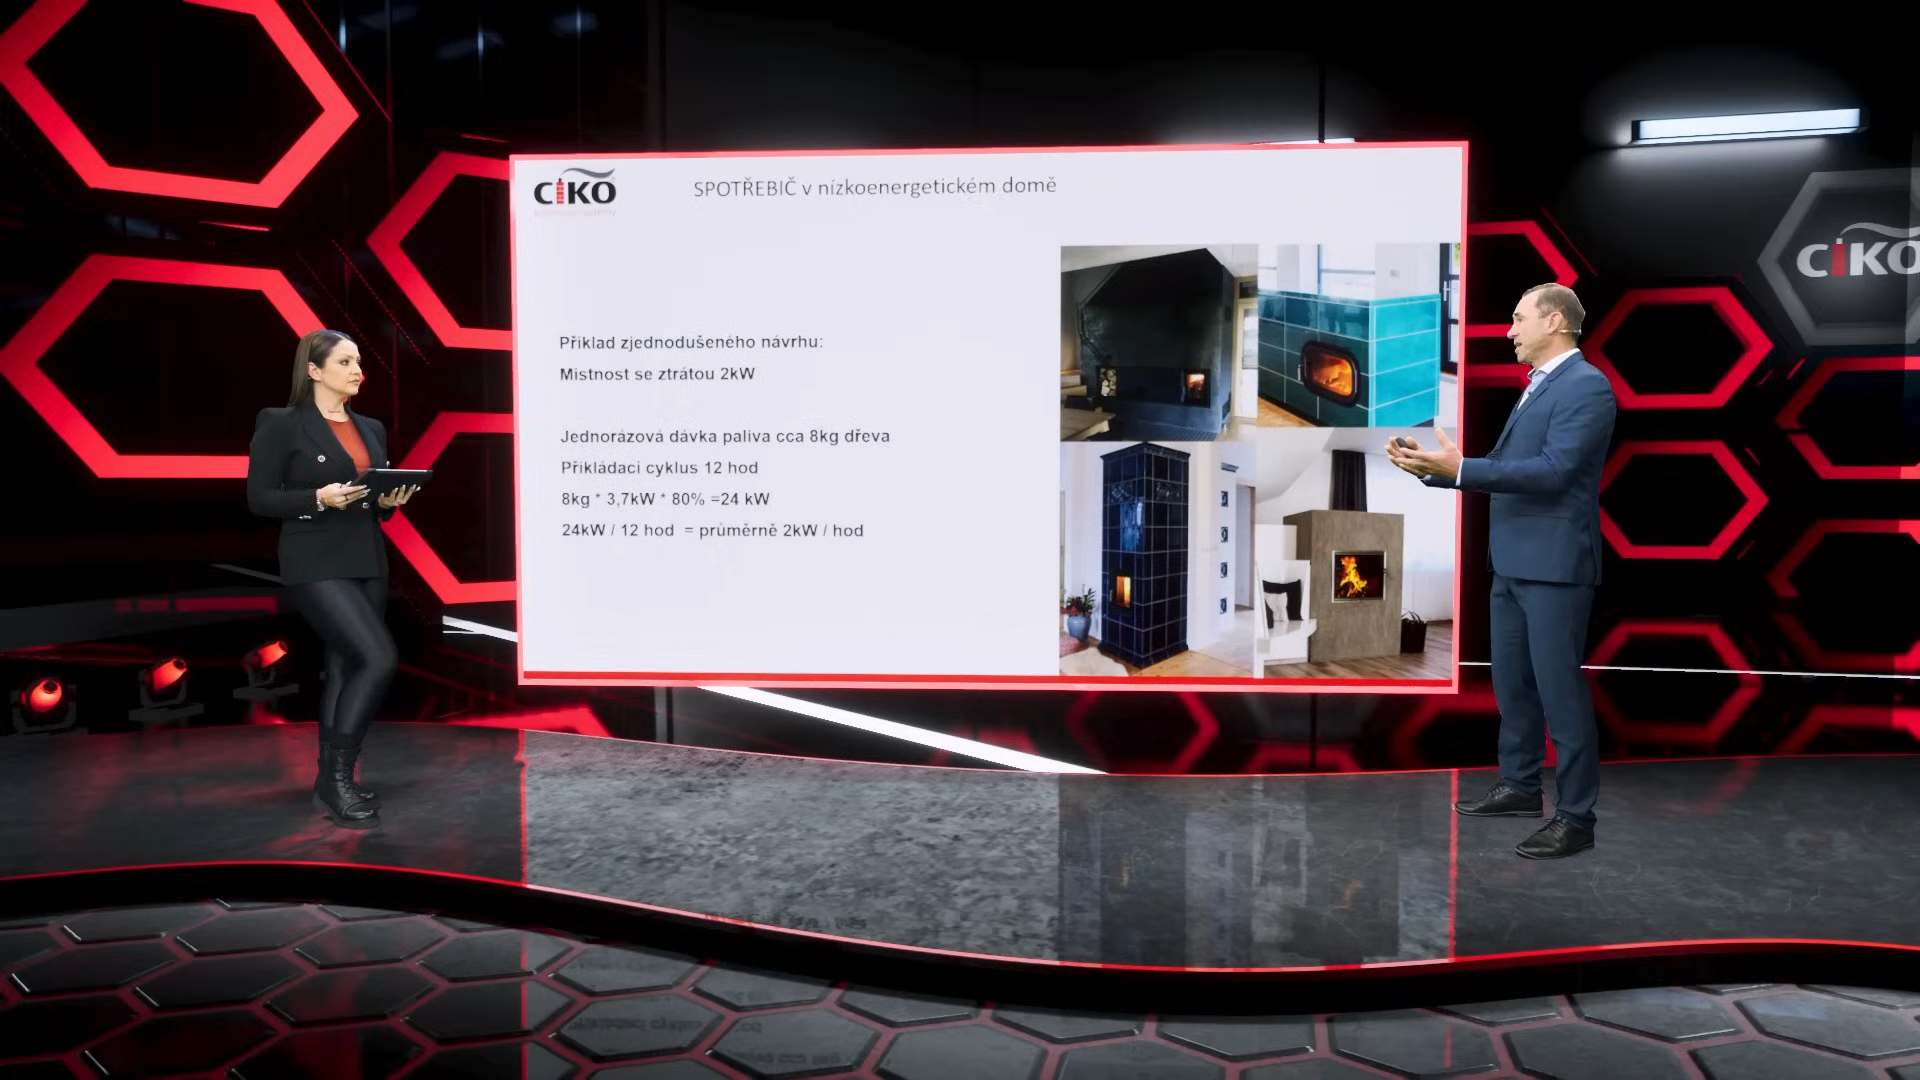 CIKO
SPOTŘEBIČ v nízkoenergetickém domě
Příklad zjednodušeného návrhu:
Místnost se ztrátou 2kW
Jednorázová dávka paliva cca 8kg dřeva
Přikládací cyklus 12 hod
8kg * 3,7kW * 80% =24 kW
24kW / 12 hod = průměrně 2kW / hod
CIKO